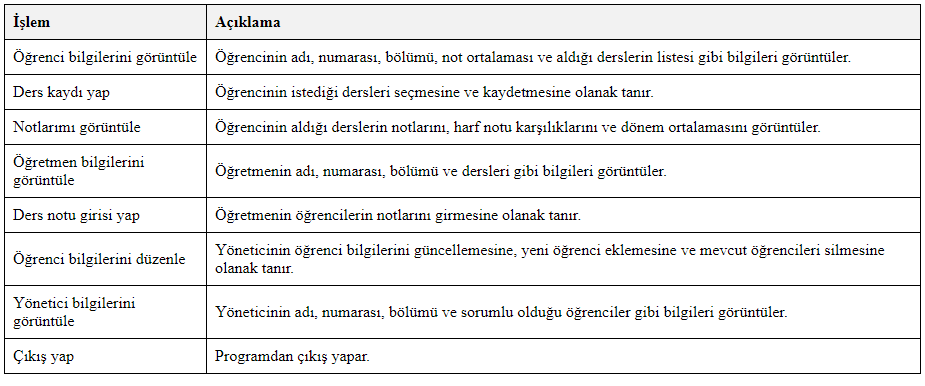 İşlem
Açıklama
Öğrenci bilgilerini görüntüle
Öğrencinin adı, numarası, bölümü, not ortalaması ve aldığı derslerin listesi gibi bilgileri görüntüler.
Ders kaydı yap
Öğrencinin istediği dersleri seçmesine ve kaydetmesine olanak tanır.
Notlarımı görüntüle
Öğrencinin aldığı derslerin notlarını, harf notu karşılıklarını ve dönem ortalamasını görüntüler.
Öğretmen bilgilerini
görüntüle
Öğretmenin adı, numarası, bölümü ve dersleri gibi bilgileri görüntüler.
Ders notu girisi yap
Öğretmenin öğrencilerin notlarını girmesine olanak tanır.
Öğrenci bilgilerini düzenle
Yöneticinin öğrenci bilgilerini güncellemesine, yeni öğrenci eklemesine ve mevcut öğrencileri silmesine
olanak tanır.
Yönetici bilgilerini
görüntüle
Yöneticinin adı, numarası, bölümü ve sorumlu olduğu öğrenciler gibi bilgileri görüntüler.
Çıkış yap
Programdan çıkış yapar.